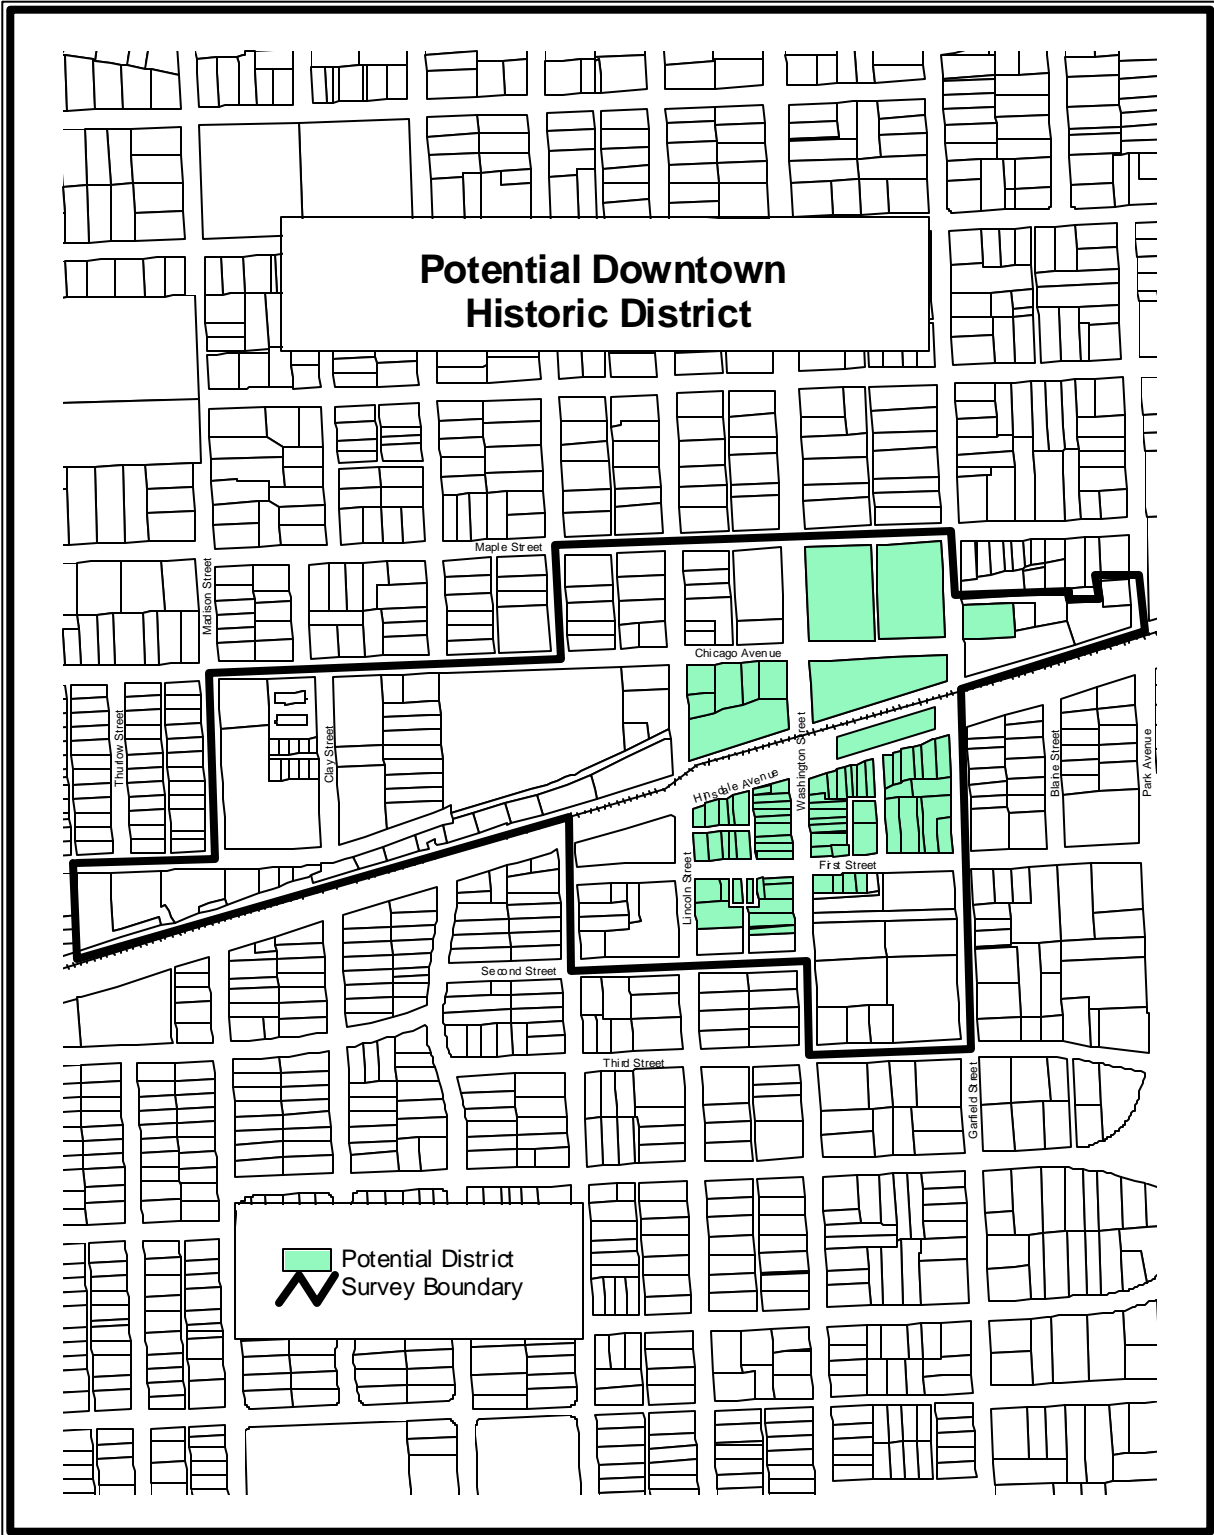 Potential Downtown
Historic District
Maple Street
Madison Street
Chicago Avenue
Thurlow Street
Clay Street
Washington Street
Blaine Street
Park Avenue
Hinsdale Avenue
First Street
Lincoln Street
Second Street
Third Street
Garfield Street
Potential District
Survey Boundary